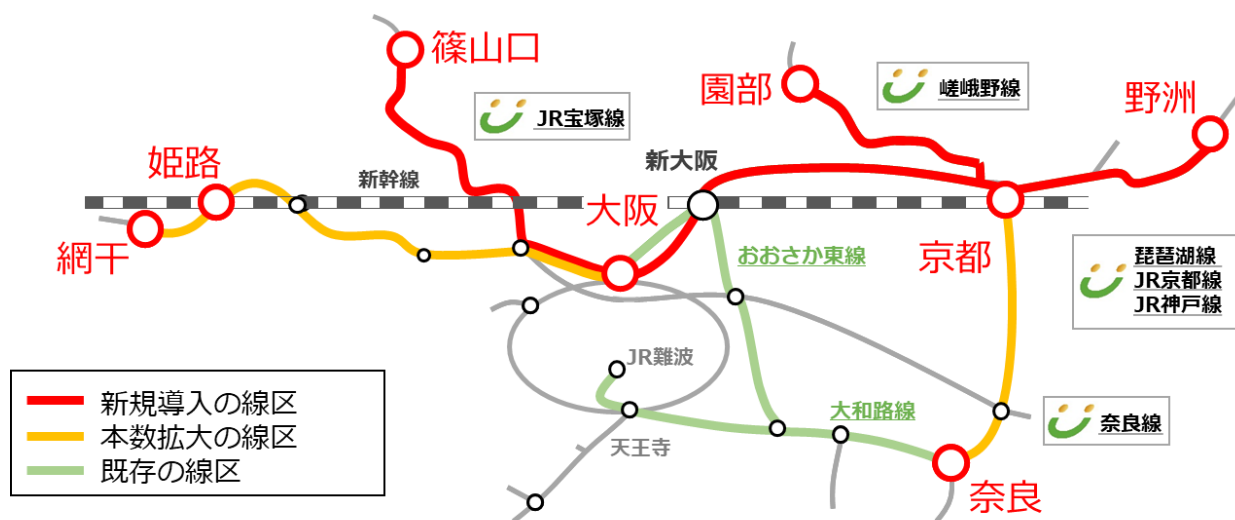 篠山口
JR宝塚線
園部
嵯峨野線
野洲
姫路
新幹線
新大阪
大阪
網干
おおさか東線
京都
琵琶湖線
JR京都線
JR神戸線
JR難波
新規導入の線区
本数拡大の線区
既存の線区
大和路線
奈良線
天王寺
奈良